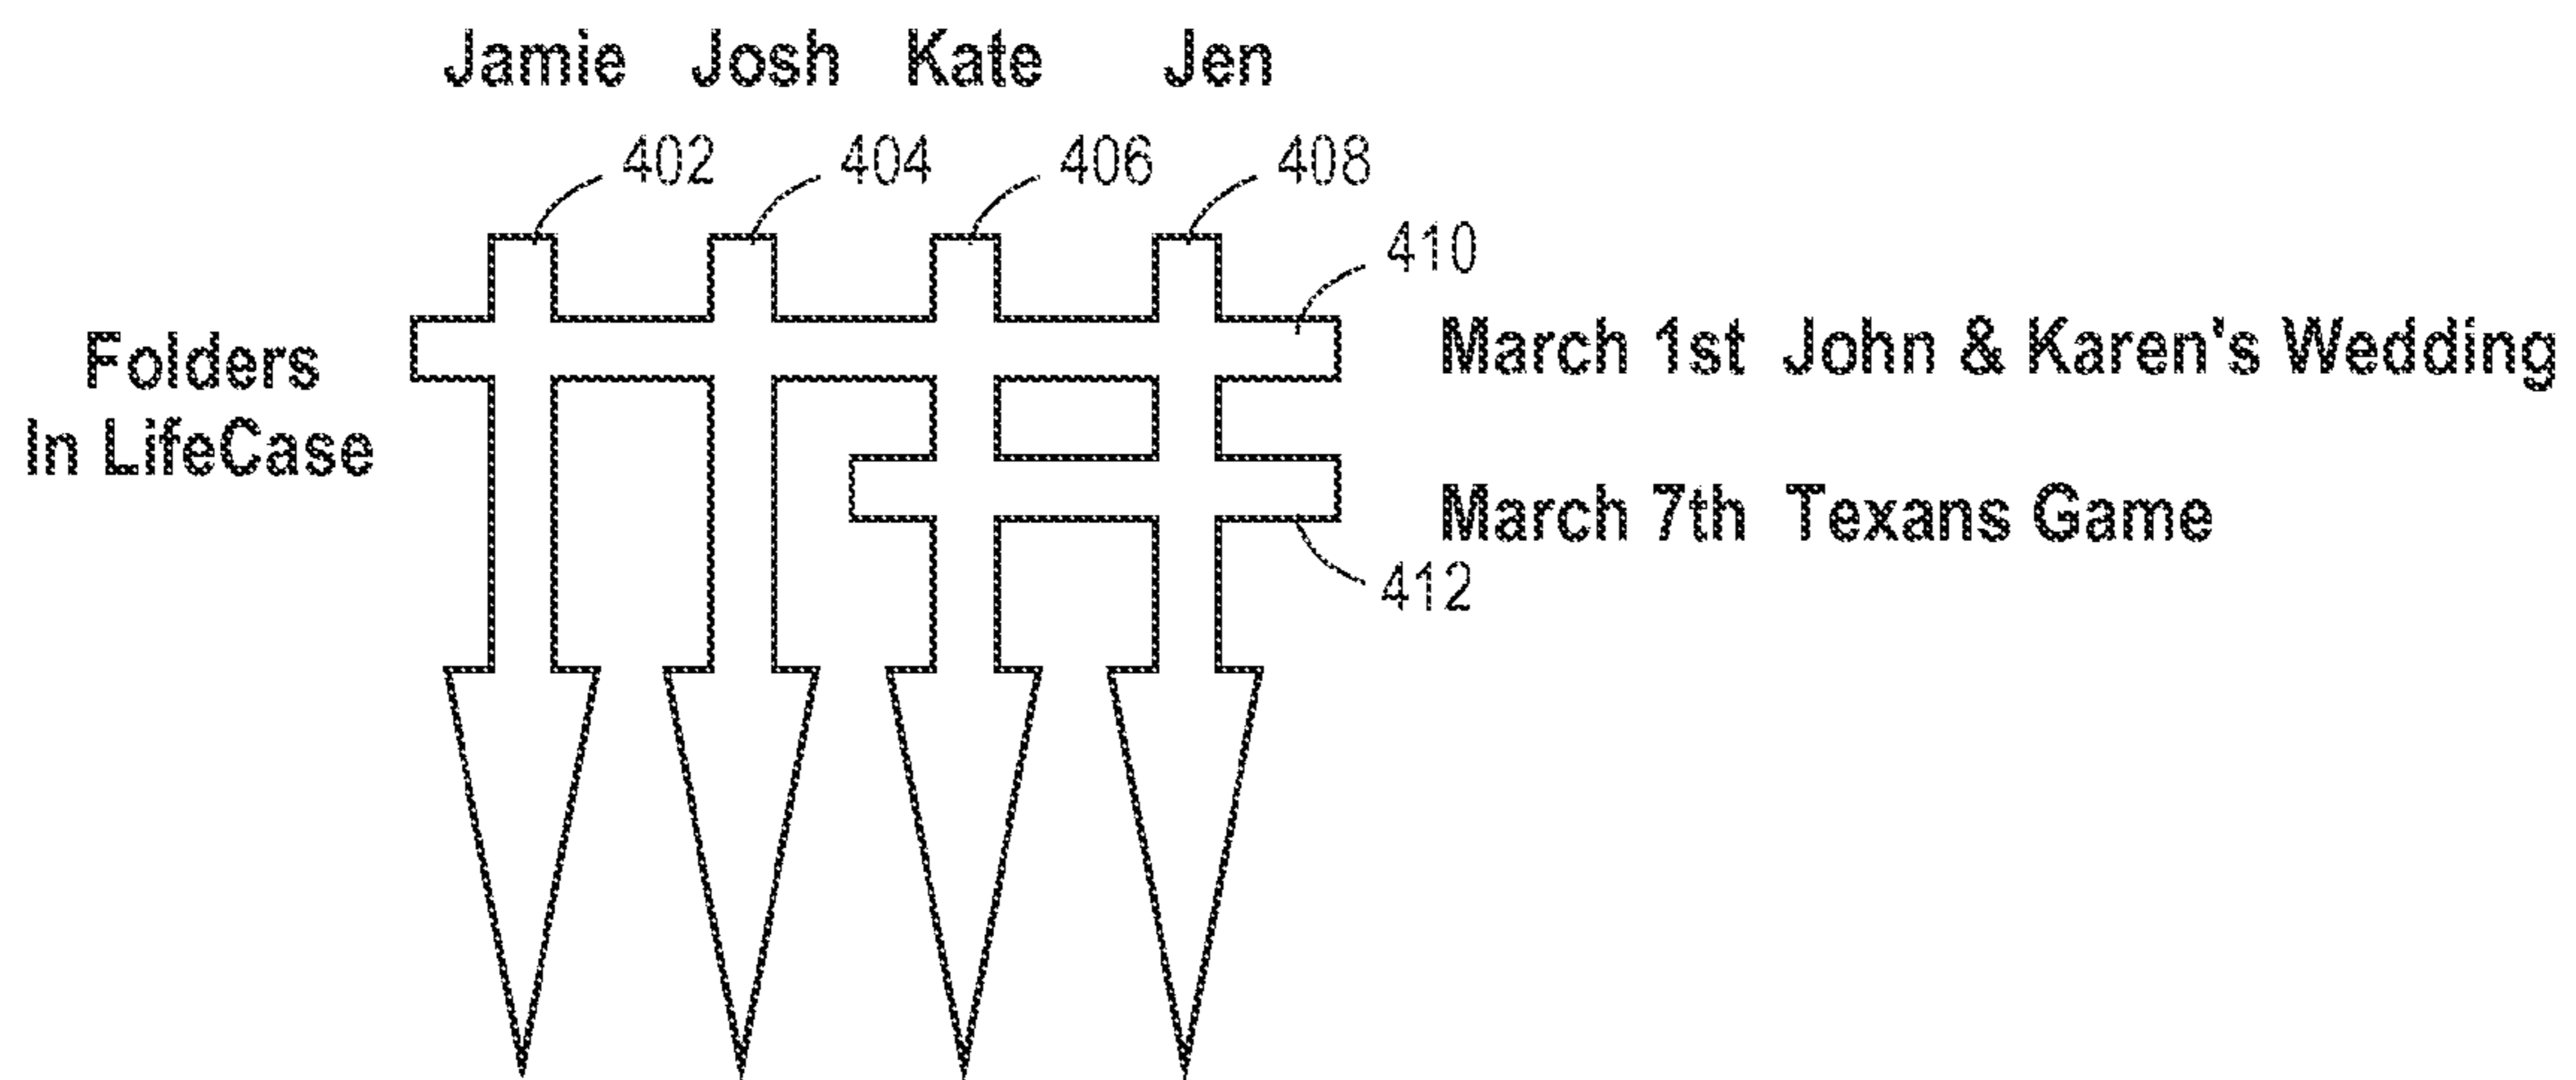 Jamie Josh Kate Jen
402 404 406 408
410
Folders
In LifeCase
March 1st John & Karen's Wedding
March 7th Texans Game
412